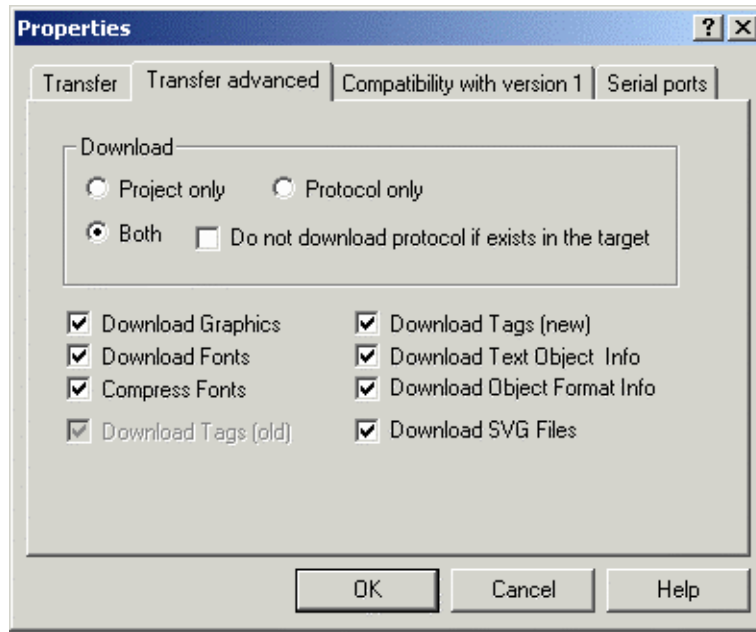 Properties
Transfer Transfer advanced Compatibility with version 1 Serial ports
Download
Project only Protocol only
Both Do not download protocol if exists in the target
Download Graphics Download Tags (new)
Download Fonts Download Text Object Info
Compress Fonts Download Object Format Info
Download Tags (old) Download SVG Files
OK Cancel Help